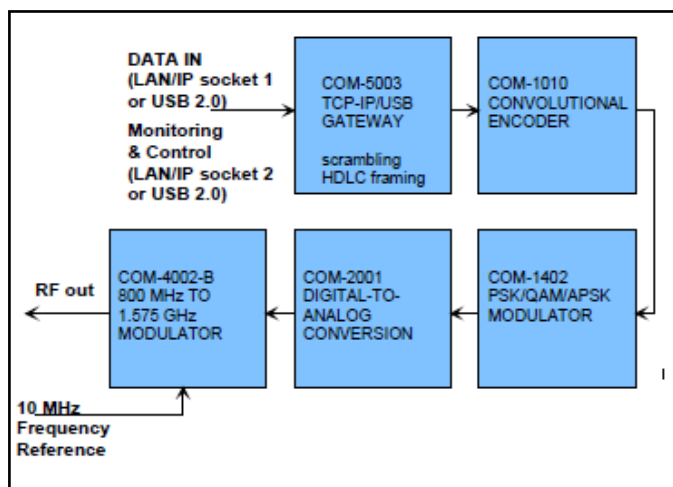 DATA IN
(LAN/IP socket 1
or USB 2.0)
Monitoring
& Control
(LAN/IP socket 2
or USB 2.0)
COM-5003
TCP-IP/USB
GATEWAY
scrambling
HDLC framing
COM-1010
CONVOLUTIONAL
ENCODER
RF out
COM-4002-B
800 MHz TO
1.575 GHz
MODULATOR
COM-2001
DIGITAL-TO-
ANALOG
CONVERSION
COM-1402
PSK/QAM/APSK
MODULATOR
10 MHz
Frequency
Reference